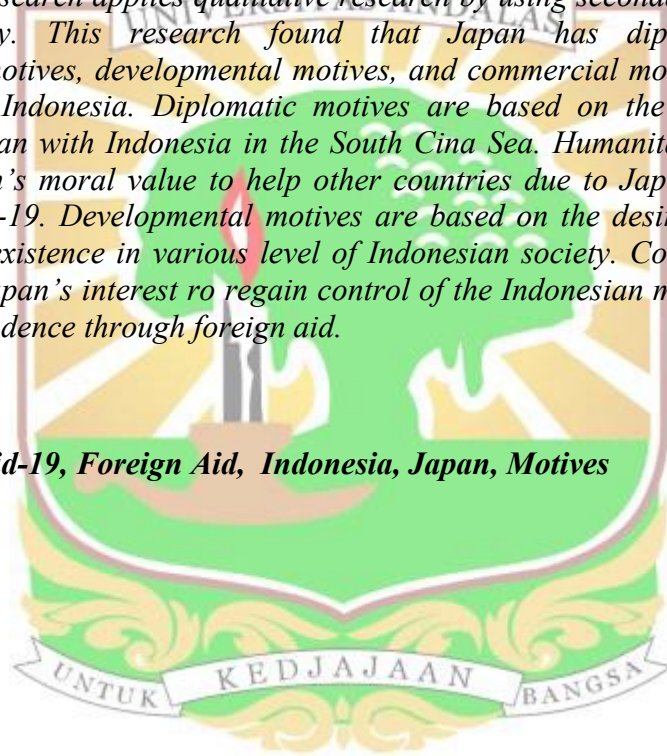 esearch applies qualitative research by using second
y. This research found that Japan has dip
otives, developmental motives, and commercial mo
Indonesia. Diplomatic motives are based on the
an with Indonesia in the South Cina Sea. Humanit
n's moral value to help other countries due to Jap
-19. Developmental motives are based on the desi
existence in various level of Indonesian society. Co
apan's interest ro regain control of the Indonesian m
dence through foreign aid.
id-19, Foreign Aid, Indonesia, Japan, Motives
UNTUK KEDJAJAAN BANGSA